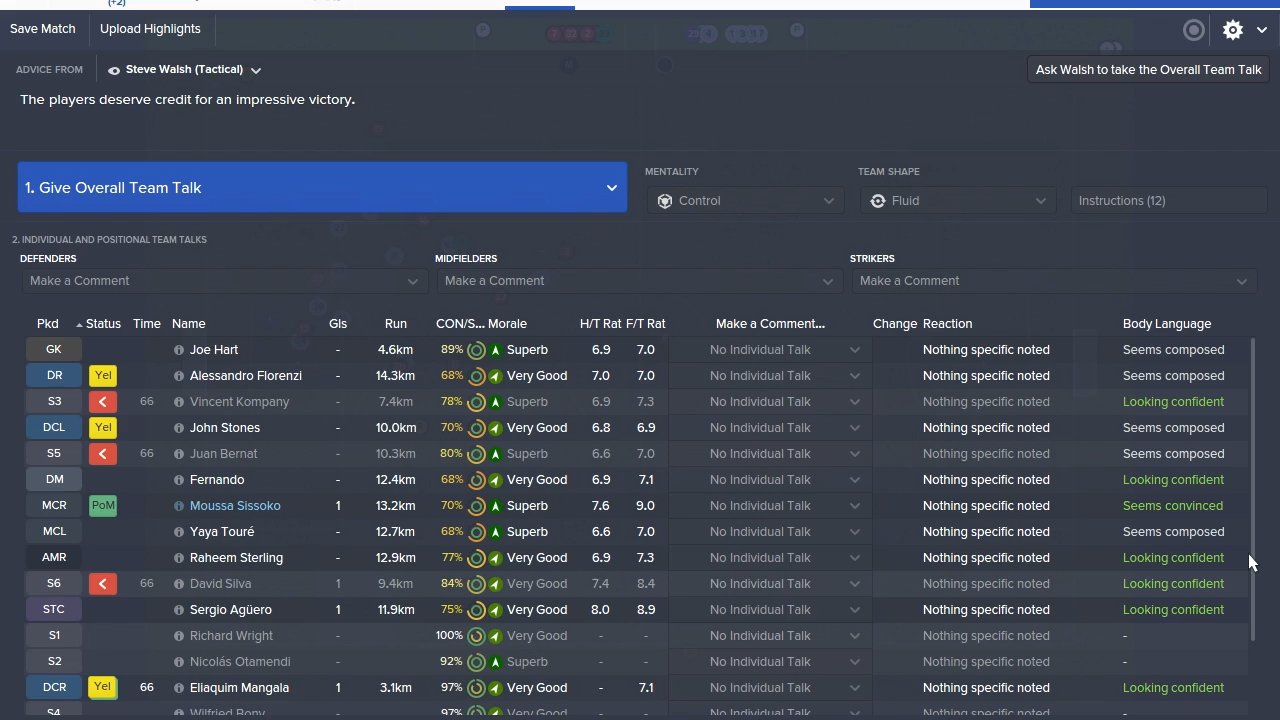 (+2)
Save Match Upload Highlights
ADVICE FROM Steve Walsh (Tactical) Ask Walsh to take the Overall Team Talk
The players deserve credit for an impressive victory.
1. Give Overall Team Talk
MENTALITY TEAM SHAPE
Control Fluid Instructions (12)
2. INDIVIDUAL AND POSITIONAL TEAM TALKS
DEFENDERS MIDFIELDERS STRIKERS
Make a Comment Make a Comment Make a Comment
Pkd Status Time Name Gls Run CON/S... Morale H/T Rat F/T Rat Make a Comment... Change Reaction Body Language
GK Joe Hart - 4.6km 89% Superb 6.9 7.0 No Individual Talk Nothing specific noted Seems composed
DR Yel Alessandro Florenzi - 14.3km 68% Very Good 7.0 7.0 No Individual Talk Nothing specific noted Seems composed
S3 66 Vincent Kompany - 7.4km 78% Superb 6.9 7.3 No Individual Talk Nothing specific noted Looking confident
DCL Yel John Stones - 10.0km 70% Very Good 6.8 6.9 No Individual Talk Nothing specific noted Seems composed
S5 66 Juan Bernat - 10.3km 80% Superb 6.6 7.0 No Individual Talk Nothing specific noted Seems composed
DM Fernando - 12.4km 68% Very Good 6.9 7.1 No Individual Talk Nothing specific noted Looking confident
MCR PoM Moussa Sissoko 1 13.2km 70% Superb 7.6 9.0 No Individual Talk Nothing specific noted Seems convinced
MCL Yaya Touré - 12.7km 68% Superb 6.6 7.0 No Individual Talk Nothing specific noted Seems composed
AMR Raheem Sterling - 12.9km 77% Very Good 6.9 7.3 No Individual Talk Nothing specific noted Looking confident
S6 66 David Silva 1 9.4km 84% Very Good 7.4 8.4 No Individual Talk Nothing specific noted Looking confident
STC Sergio Agüero 1 11.9km 75% Very Good 8.0 8.9 No Individual Talk Nothing specific noted Looking confident
S1 Richard Wright - 100% Very Good - - No Individual Talk Nothing specific noted -
S2 Nicolás Otamendi - 92% Superb - - No Individual Talk Nothing specific noted -
DCR Yel 66 Eliaquim Mangala 1 3.1km 97% Very Good - 7.1 No Individual Talk Nothing specific noted Looking confident
S4 Wilfried Bony - 97% Very Good - - No Individual Talk Nothing specific noted -